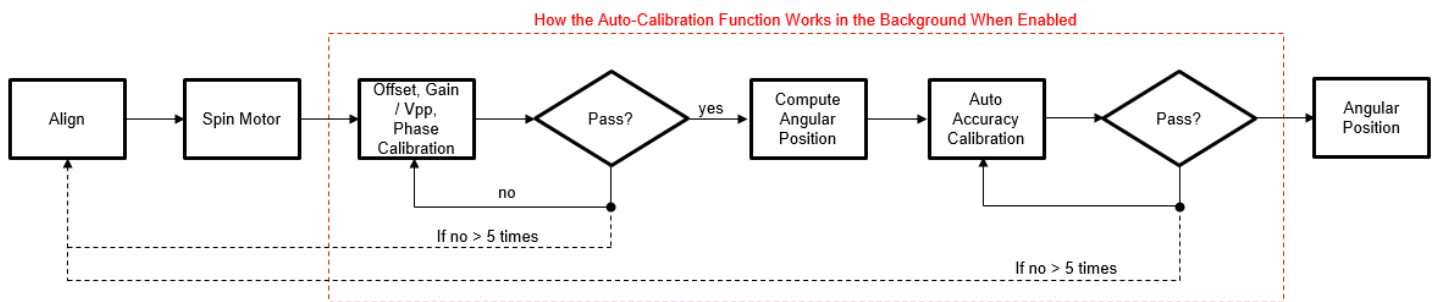 How the Auto-Calibration Function Works in the Background When Enabled
Align
Spin Motor
Offset, Gain
/ Vpp,
Phase
Calibration
Pass?
yes
Compute
Angular
Position
Auto
Accuracy
Calibration
Pass?
Angular
Position
no
If no > 5 times
If no > 5 times